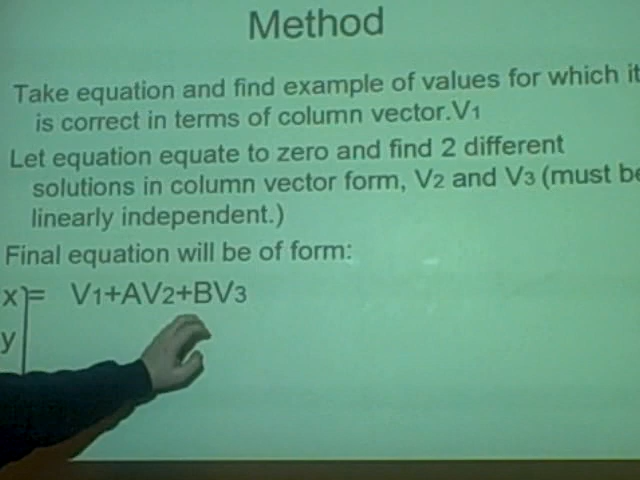 Method
Take equation and find example of values for which it
is correct in terms of column vector.V1
Let equation equate to zero and find 2 different
solutions in column vector form, V2 and V3 (must be
linearly independent.)
Final equation will be of form:
x = V1+AV2+BV3
y